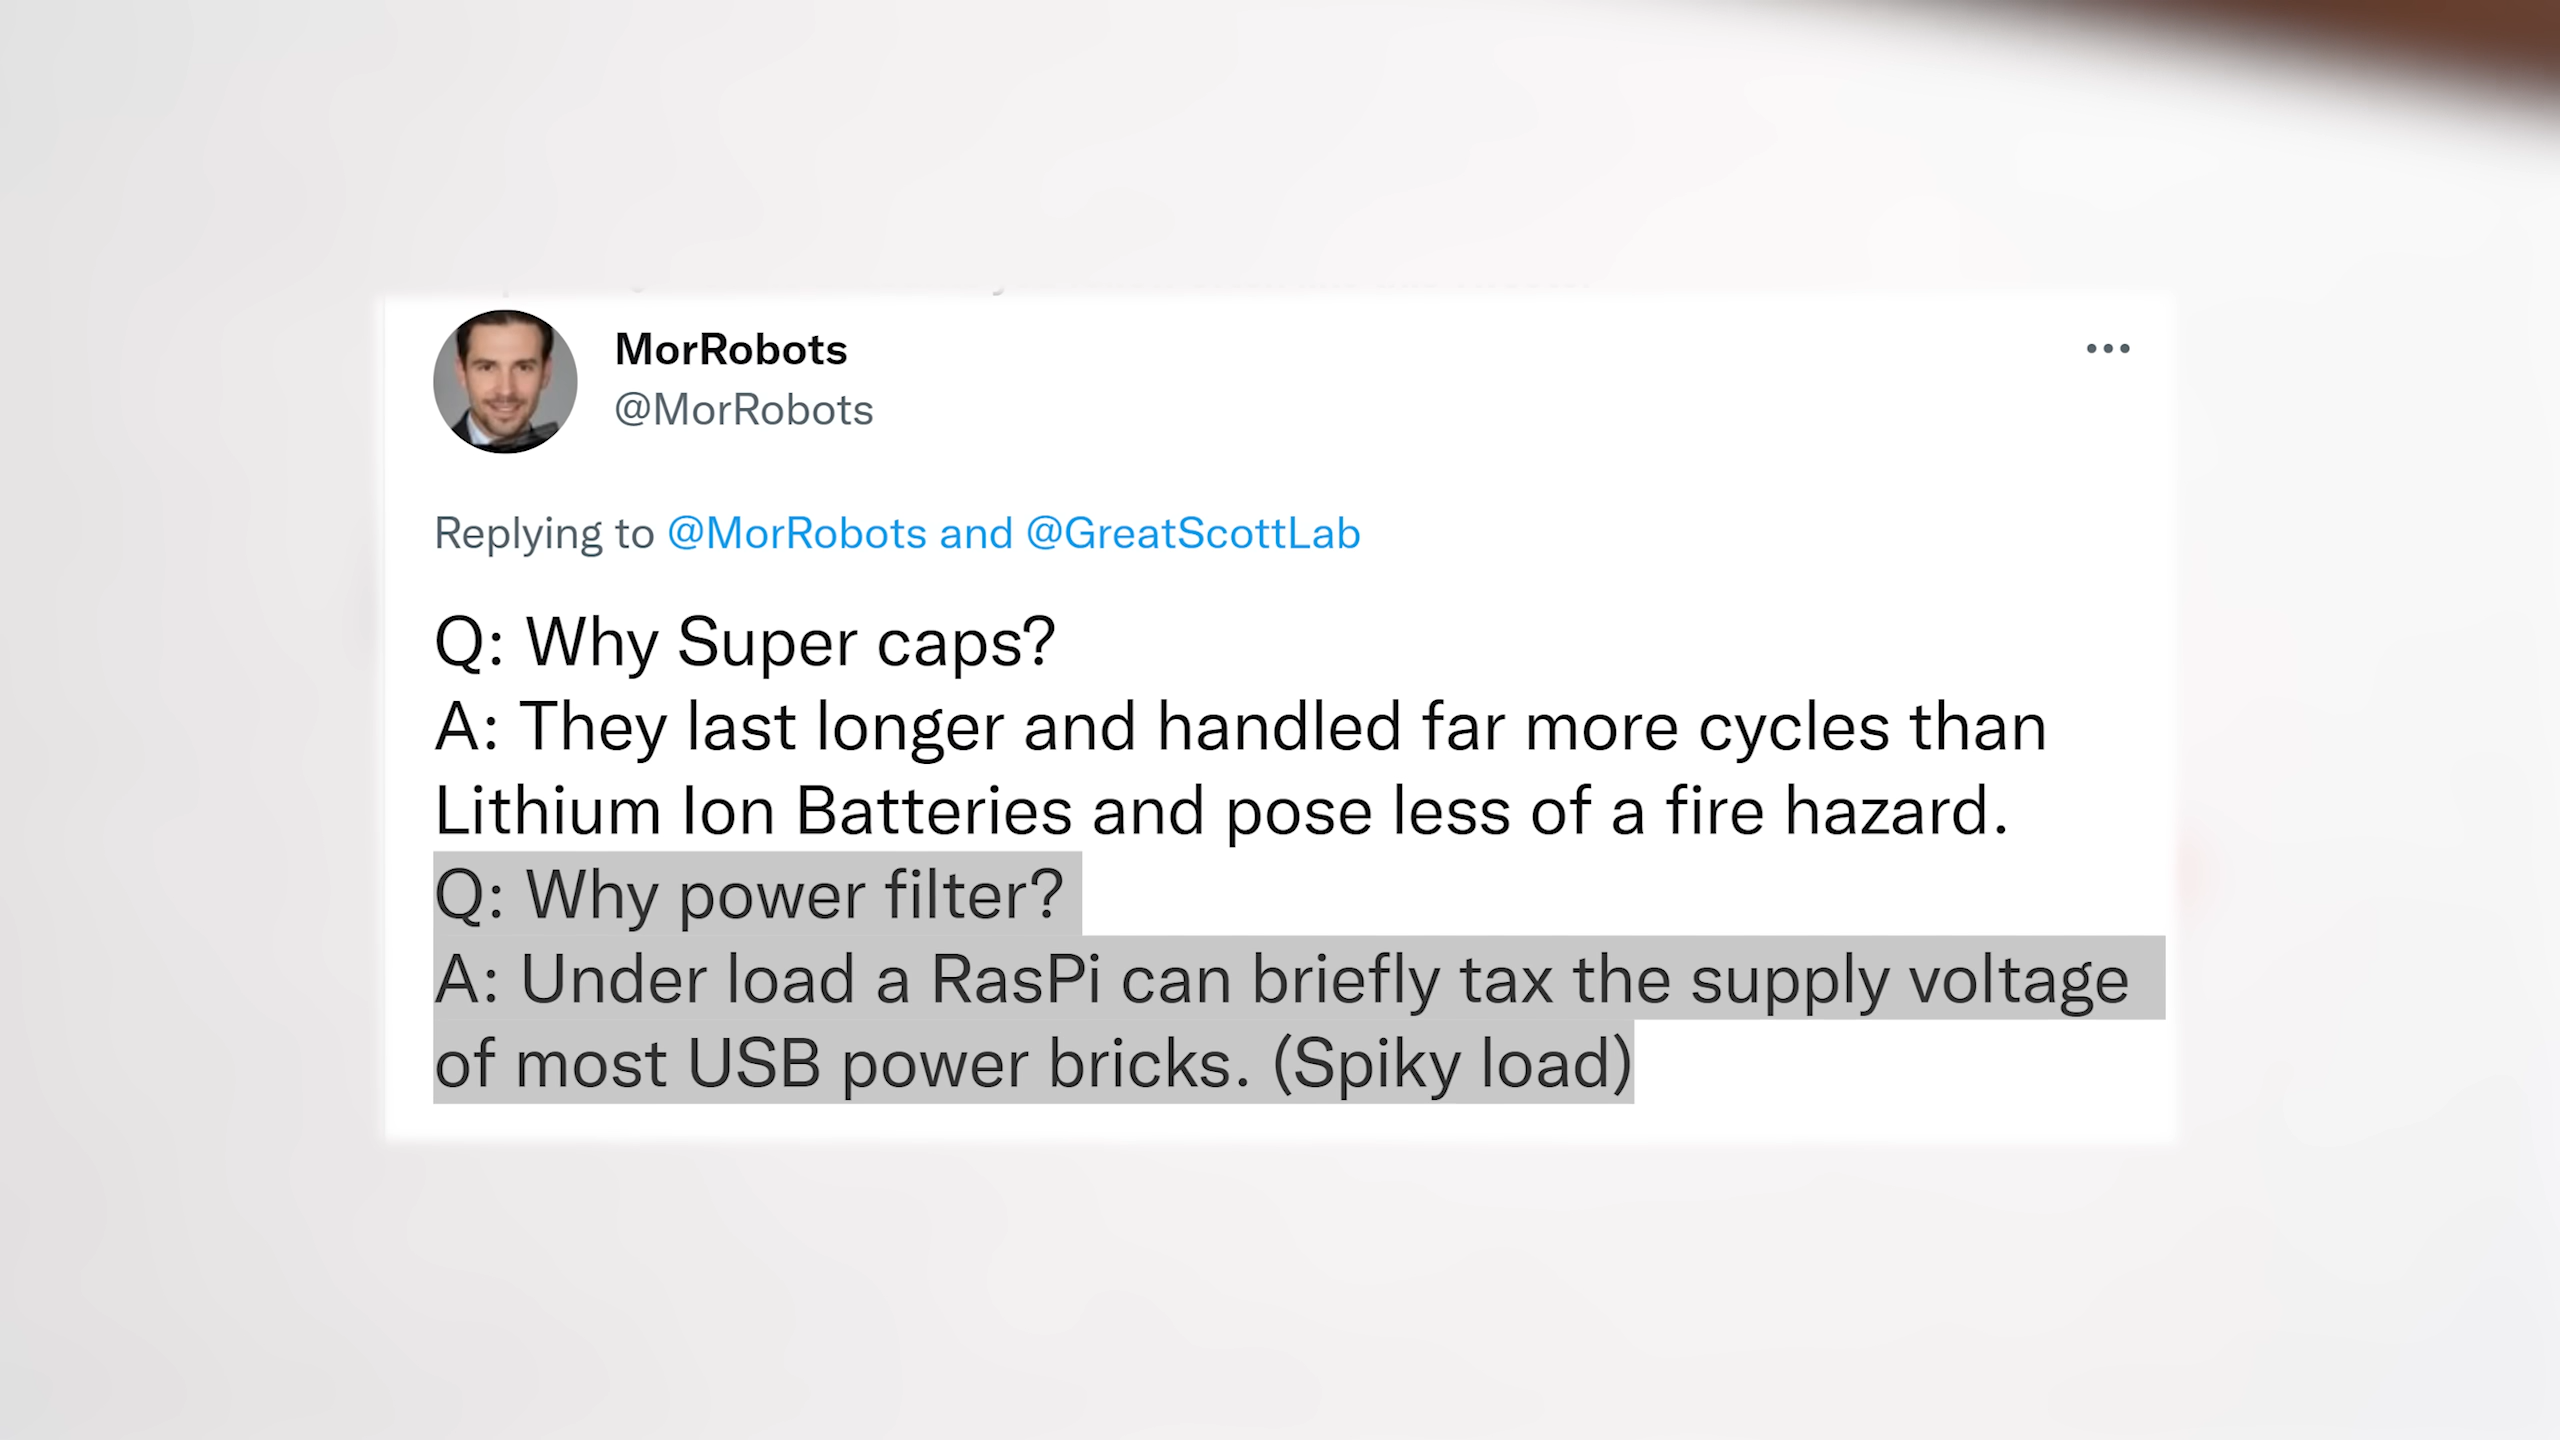 MorRobots
@MorRobots
Replying to @MorRobots and @GreatScottLab
Q: Why Super caps?
A: They last longer and handled far more cycles than
Lithium Ion Batteries and pose less of a fire hazard.
Q: Why power filter?
A: Under load a RasPi can briefly tax the supply voltage
of most USB power bricks. (Spiky load)